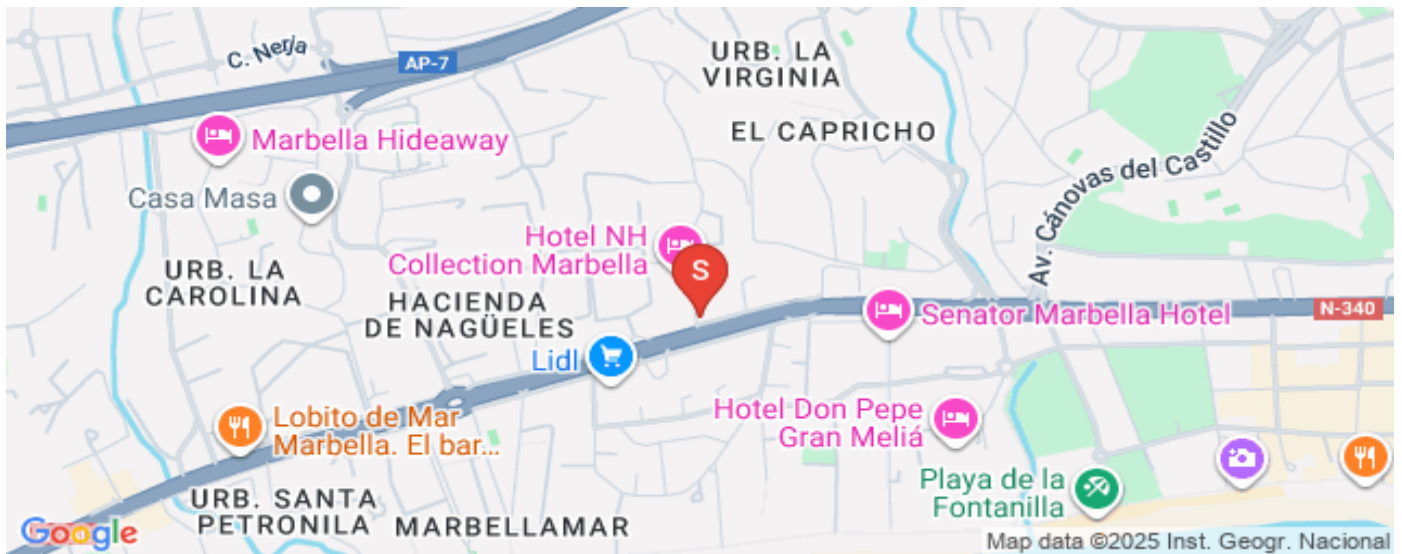 C. Nerja
AP-7
URB. LA
VIRGINIA
EL CAPRICHO
Marbella Hideaway
Casa Masa
Av. Cánovas del Castillo
Hotel NH
Collection Marbella
S
URB. LA
CAROLINA
HACIENDA
DE NAGÜELES
Senator Marbella Hotel
N-340
Lidl
Lobito de Mar
Marbella. El bar...
Hotel Don Pepe
Gran Meliá
Playa de la
Fontanilla
URB. SANTA
PETRONILA
MARBELLAMAR
Google
Map data ©2025 Inst. Geogr. Nacional